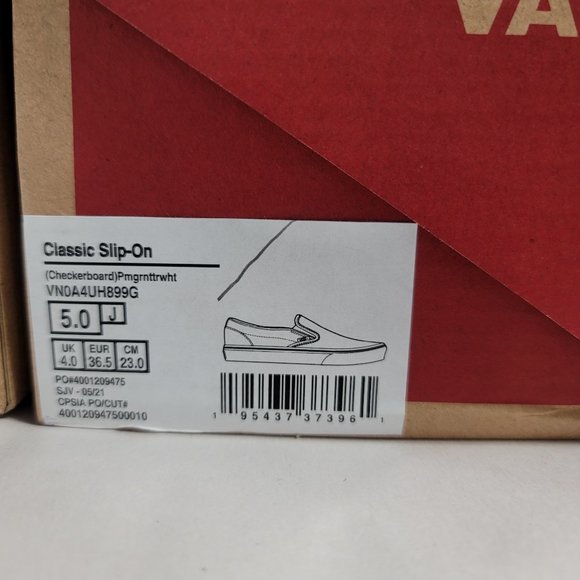 VA
Classic Slip-On
(Checkerboard)Pmgrnttrwht
VN0A4UH899G
5.0 J
UK EUR CM
4.0 36.5 23.0
PO#4001209475
SJV - 05/21
CPSIA PO/CUT#
400120947500010
1 95437 37396 1